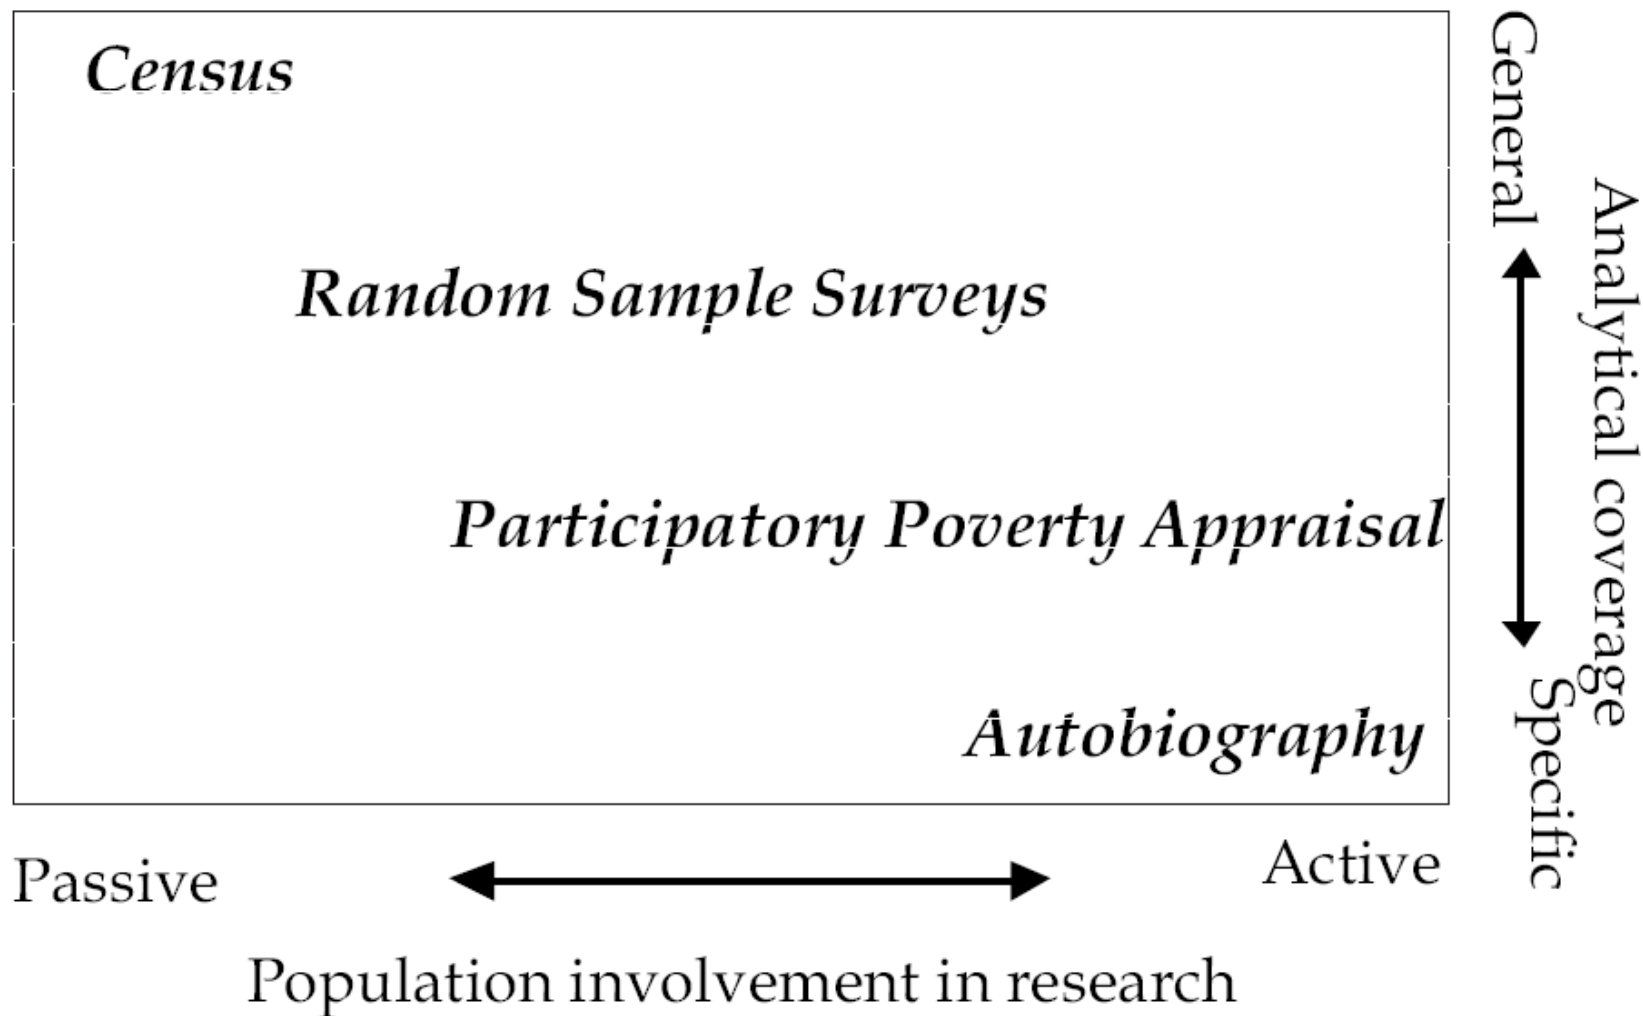 Census
Random Sample Surveys
Participatory Poverty Appraisal
Autobiography
General
Specific
Analytical coverage
Passive
Active
Population involvement in research